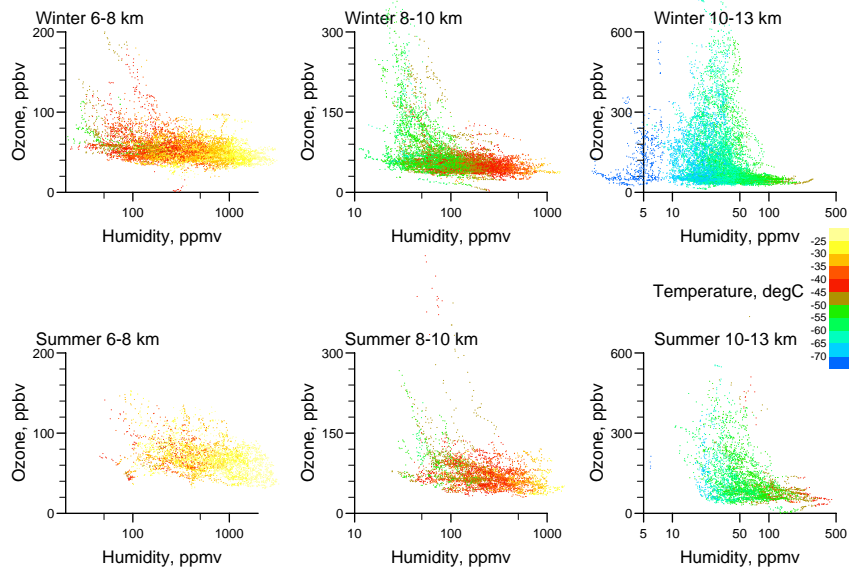 Winter 6-8 km
Winter 8-10 km
Winter 10-13 km
200
100
0
Ozone, ppbv
100
1000
Humidity, ppmv
300
150
0
Ozone, ppbv
10
100
1000
Humidity, ppmv
600
300
0
Ozone, ppbv
5
10
50
100
500
Humidity, ppmv
Temperature, degC
-25
-30
-35
-40
-45
-50
-55
-60
-65
-70
Summer 6-8 km
Summer 8-10 km
Summer 10-13 km
200
100
0
Ozone, ppbv
100
1000
Humidity, ppmv
300
150
0
Ozone, ppbv
10
100
1000
Humidity, ppmv
600
300
0
Ozone, ppbv
5
10
50
100
500
Humidity, ppmv